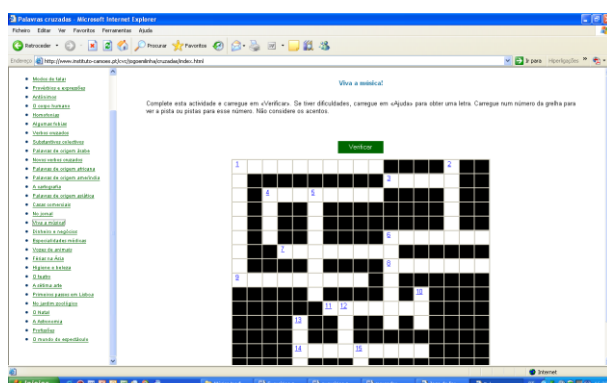 Palavras cruzadas - Microsoft Internet Explorer
Ficheiro Editar Ver Favoritos Ferramentas Ajuda
Retroceder Procurar Favoritos
Endereço http://www.instituto-camoes.pt/cvc/jogosemlinha/cruzadas/index.html Ir para Hiperligações »
Modos de falar
Provérbios e expressões
Antónimos
O corpo humano
Homofonias
Algumas fobias
Verbos cruzados
Substantivos colectivos
Palavras de origem árabe
Novos verbos cruzados
Palavras de origem africana
Palavras de origem ameríndia
A ortografia
Palavras de origem asiática
Casas comerciais
No jornal
Viva a música!
Dinheiro e negócios
Especialidades médicas
Vozes de animais
Férias na Ásia
Higiene e beleza
O teatro
A sétima arte
Primeiros passos em Lisboa
No jardim zoológico
O Natal
A Astronomia
Profissões
O mundo do espectáculo
Viva a música!
Complete esta actividade e carregue em «Verificar». Se tiver dificuldades, carregue em «Ajuda» para obter uma letra. Carregue num número da grelha para
ver a pista ou pistas para esse número. Não considere os acentos.
Verificar
1 2
3
4 5
6
7
8
9
10
11 12
13
14 15
Internet